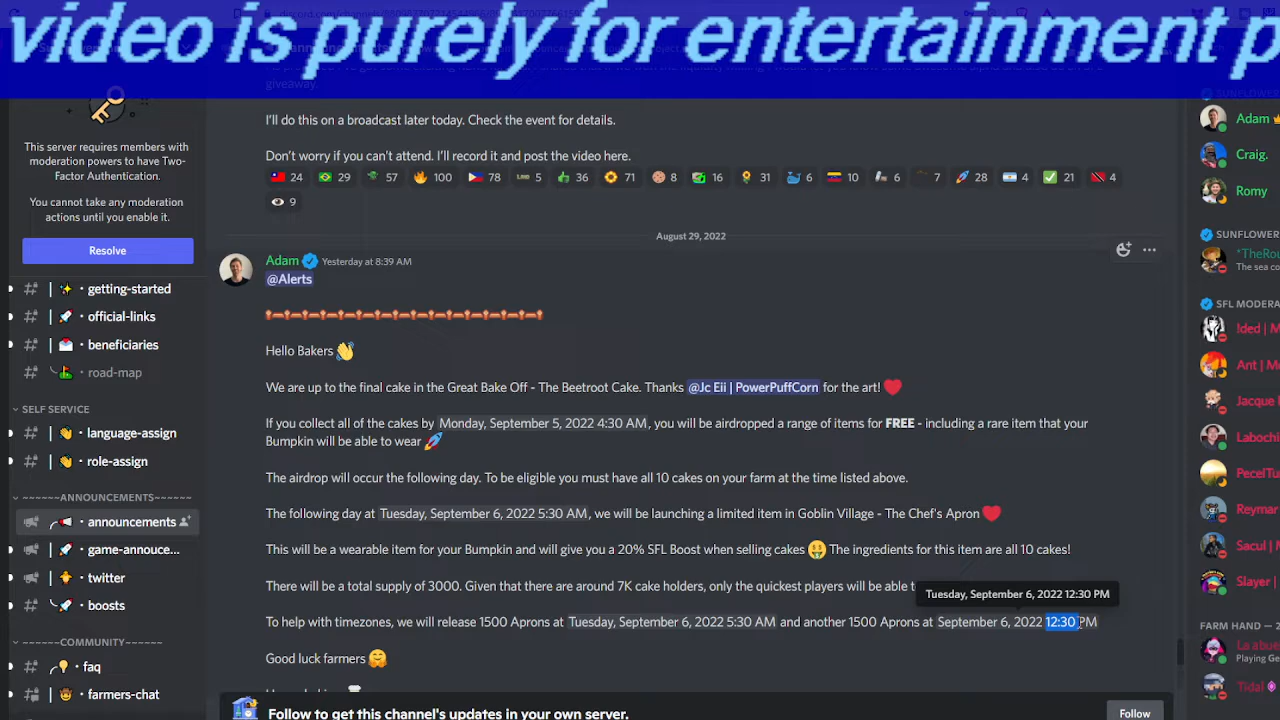 video is purely for entertainment p
giveaway.
I'll do this on a broadcast later today. Check the event for details.
Don't worry if you can't attend. I'll record it and post the video here.
24 29 57 100 78 5 36 71 8 16 31 6 10 6 7 28 4 21 4
9
August 29, 2022
Adam Yesterday at 8:39 AM
@Alerts
Hello Bakers
We are up to the final cake in the Great Bake Off - The Beetroot Cake. Thanks @Jc Eii | PowerPuffCorn for the art!
If you collect all of the cakes by Monday, September 5, 2022 4:30 AM, you will be airdropped a range of items for FREE - including a rare item that your
Bumpkin will be able to wear
The airdrop will occur the following day. To be eligible you must have all 10 cakes on your farm at the time listed above.
The following day at Tuesday, September 6, 2022 5:30 AM, we will be launching a limited item in Goblin Village - The Chef's Apron
This will be a wearable item for your Bumpkin and will give you a 20% SFL Boost when selling cakes The ingredients for this item are all 10 cakes!
There will be a total supply of 3000. Given that there are around 7K cake holders, only the quickest players will be able to
Tuesday, September 6, 2022 12:30 PM
To help with timezones, we will release 1500 Aprons at Tuesday, September 6, 2022 5:30 AM and another 1500 Aprons at September 6, 2022 12:30 PM
Good luck farmers
Follow to get this channel's updates in your own server.
Follow
This server requires members with
moderation powers to have Two-
Factor Authentication.
You cannot take any moderation
actions until you enable it.
Resolve
getting-started
official-links
beneficiaries
road-map
SELF SERVICE
language-assign
role-assign
~~~~~~ANNOUNCEMENTS~~~~~~
announcements
game-annouce...
twitter
boosts
~~~~~~COMMUNITY~~~~~~
faq
farmers-chat
SUNFLOWER
Adam
Craig.
Romy
SUNFLOWER
*TheRou
The sea co
SFL MODERA
!ded | M
Ant | Mo
Jacque
Labochi
PecelTu
Reymar
Sacul | M
Slayer |
FARM HAND — 2
La abue
Playing Ge
Tidal